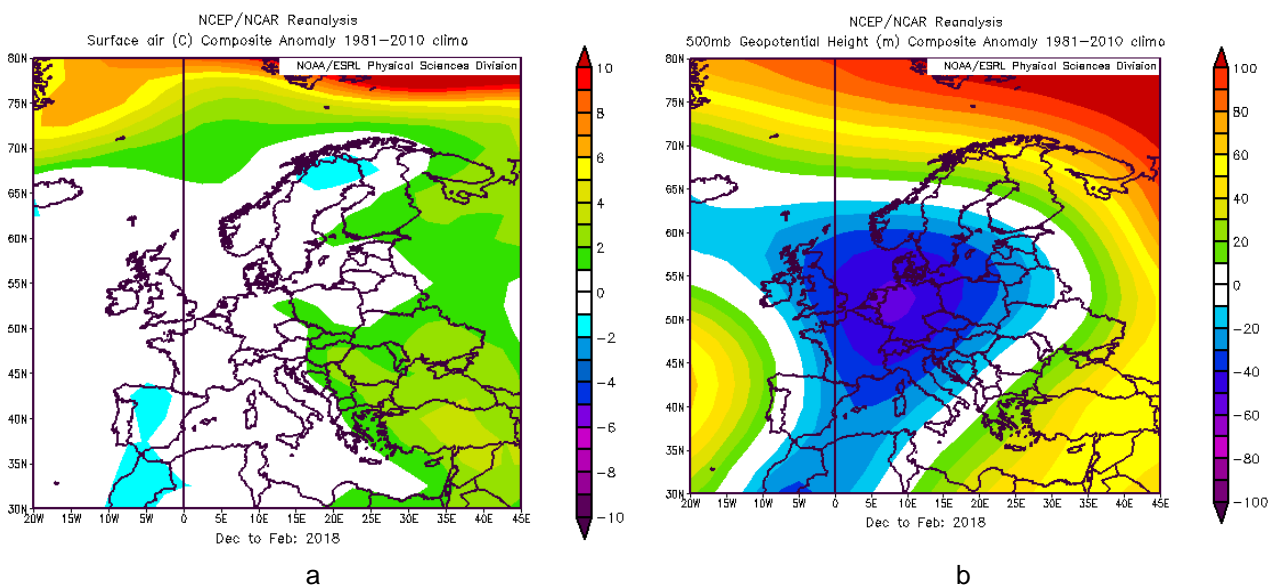 NCEP/NCAR Reanalysis
Surface air (C) Composite Anomaly 1981–2010 climo
NOAA/ESRL Physical Sciences Division
80N
75N
70N
65N
60N
55N
50N
45N
40N
35N
30N
20W 15W 10W 5W 0 5E 10E 15E 20E 25E 30E 35E 40E 45E
10
8
6
4
2
0
−2
−4
−6
−8
−10
Dec to Feb: 2018
a
NCEP/NCAR Reanalysis
500mb Geopotential Height (m) Composite Anomaly 1981–2010 climo
NOAA/ESRL Physical Sciences Division
80N
75N
70N
65N
60N
55N
50N
45N
40N
35N
30N
20W 15W 10W 5W 0 5E 10E 15E 20E 25E 30E 35E 40E 45E
100
80
60
40
20
0
−20
−40
−60
−80
−100
Dec to Feb: 2018
b